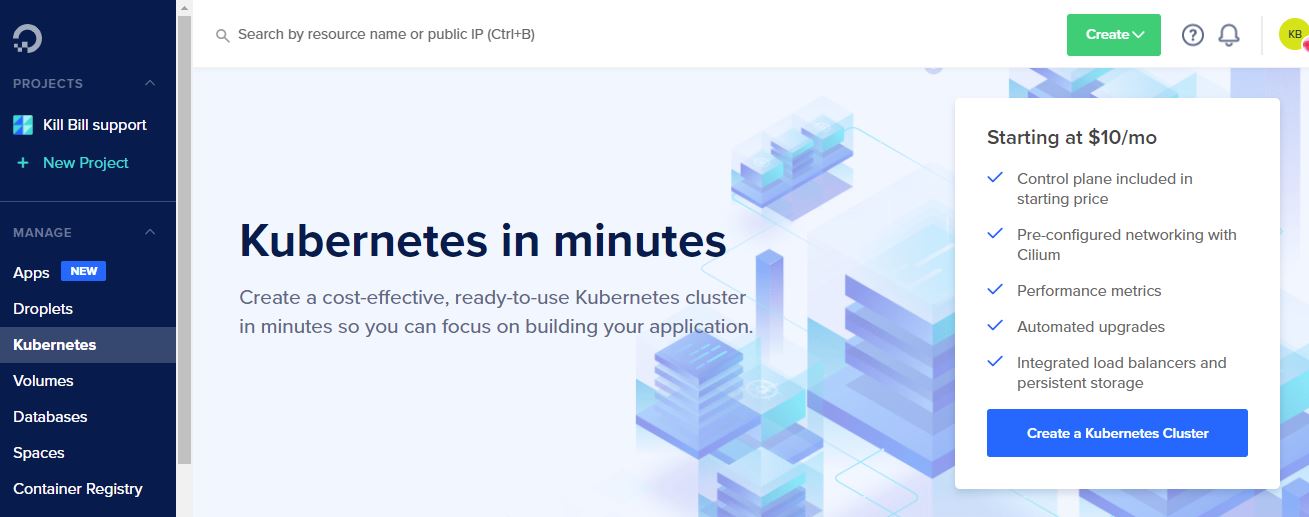 Search by resource name or public IP (Ctrl+B)
Create
KB
PROJECTS
Kill Bill support
+ New Project
MANAGE
Apps NEW
Droplets
Kubernetes
Volumes
Databases
Spaces
Container Registry
Kubernetes in minutes
Create a cost-effective, ready-to-use Kubernetes cluster
in minutes so you can focus on building your application.
Starting at $10/mo
Control plane included in
starting price
Pre-configured networking with
Cilium
Performance metrics
Automated upgrades
Integrated load balancers and
persistent storage
Create a Kubernetes Cluster